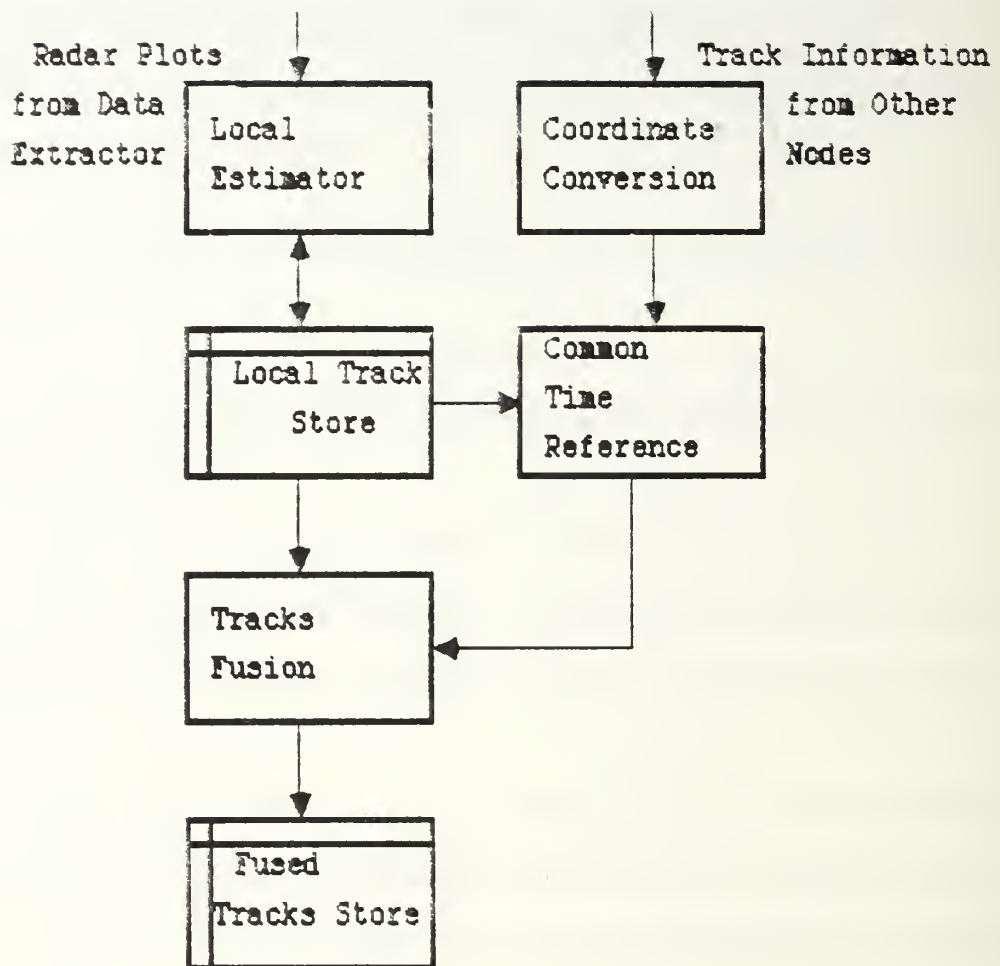 Radar Plots
from Data
Extractor
Local
Estimator
Coordinate
Conversion
Track Information
from Other
Nodes
Local Track
Store
Common
Time
Reference
Tracks
Fusion
Fused
Tracks Store